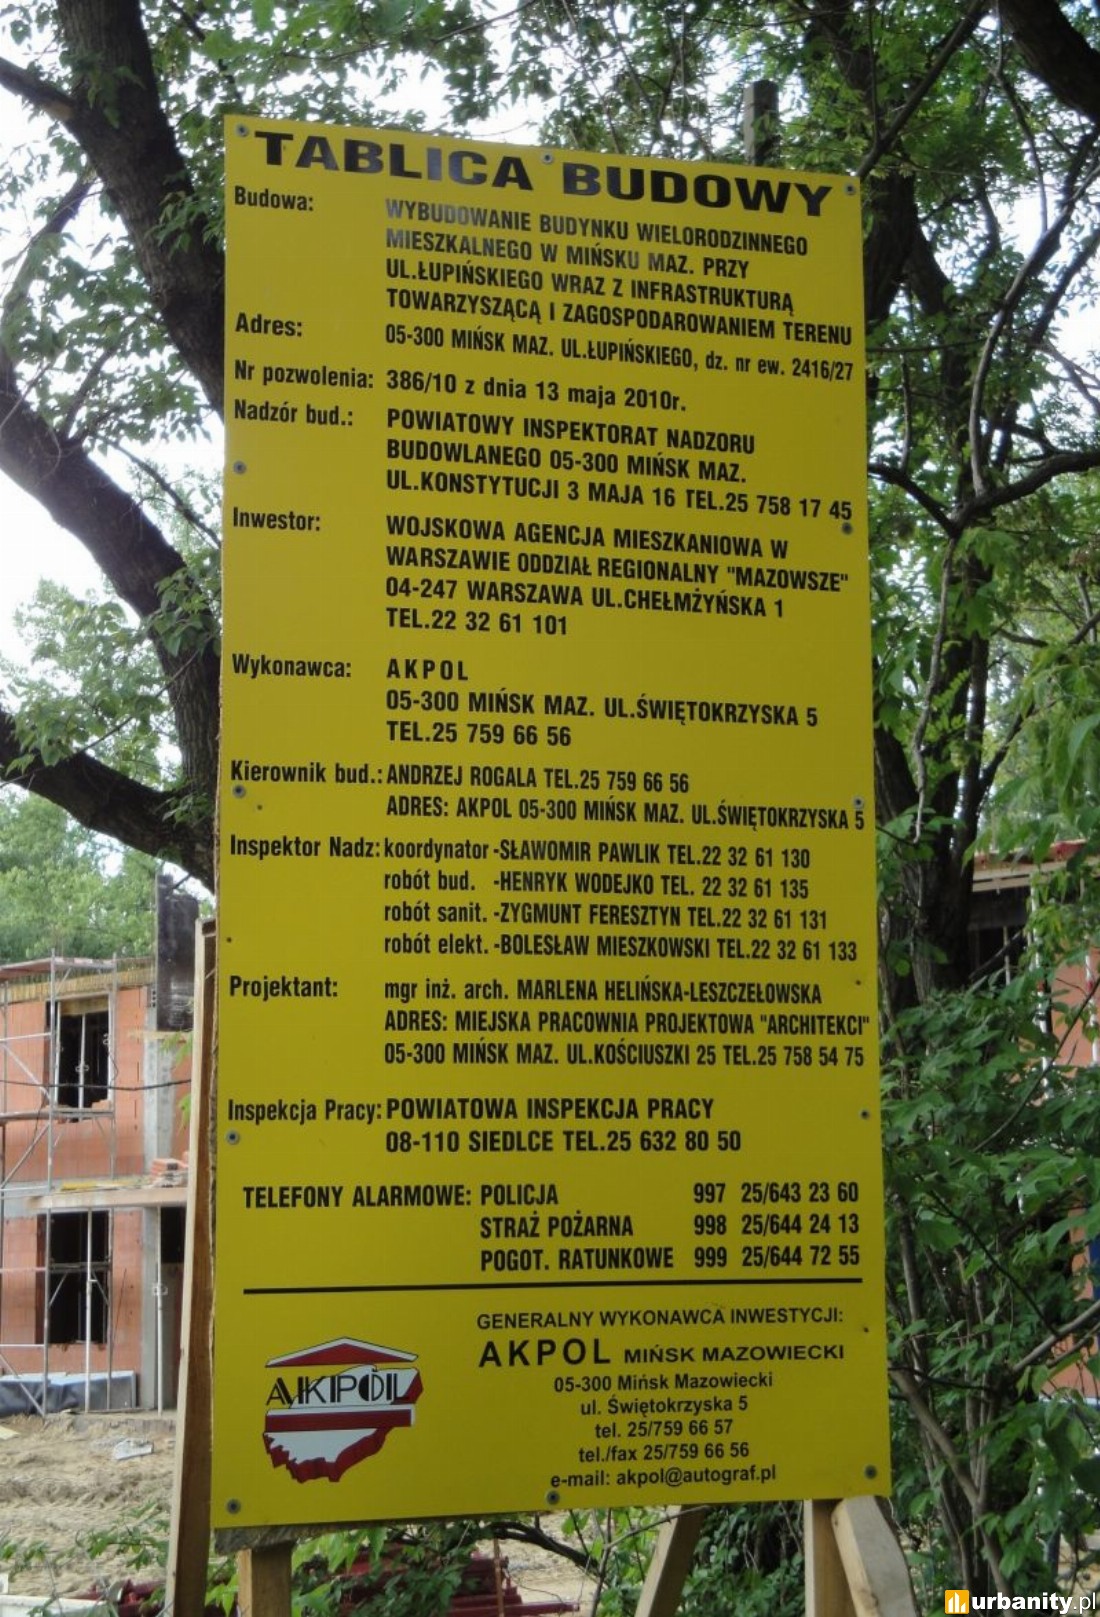 TABLICA BUDOWY
Budowa: WYBUDOWANIE BUDYNKU WIELORODZINNEGO
MIESZKALNEGO W MIŃSKU MAZ. PRZY
UL.ŁUPIŃSKIEGO WRAZ Z INFRASTRUKTURĄ
TOWARZYSZĄCĄ I ZAGOSPODAROWANIEM TERENU
Adres: 05-300 MIŃSK MAZ. UL.ŁUPIŃSKIEGO, dz. nr ew. 2416/27
Nr pozwolenia: 386/10 z dnia 13 maja 2010r.
Nadzór bud.: POWIATOWY INSPEKTORAT NADZORU
BUDOWLANEGO 05-300 MIŃSK MAZ.
UL.KONSTYTUCJI 3 MAJA 16 TEL.25 758 17 45
Inwestor: WOJSKOWA AGENCJA MIESZKANIOWA W
WARSZAWIE ODDZIAŁ REGIONALNY "MAZOWSZE"
04-247 WARSZAWA UL.CHEŁMŻYŃSKA 1
TEL.22 32 61 101
Wykonawca: AKPOL
05-300 MIŃSK MAZ. UL.ŚWIĘTOKRZYSKA 5
TEL.25 759 66 56
Kierownik bud.: ANDRZEJ ROGALA TEL.25 759 66 56
ADRES: AKPOL 05-300 MIŃSK MAZ. UL.ŚWIĘTOKRZYSKA 5
Inspektor Nadz: koordynator -SŁAWOMIR PAWLIK TEL.22 32 61 130
robót bud. -HENRYK WODEJKO TEL. 22 32 61 135
robót sanit. -ZYGMUNT FERESZTYN TEL.22 32 61 131
robót elekt. -BOLESŁAW MIESZKOWSKI TEL.22 32 61 133
Projektant: mgr inż. arch. MARLENA HELIŃSKA-LESZCZEŁOWSKA
ADRES: MIEJSKA PRACOWNIA PROJEKTOWA "ARCHITEKCI"
05-300 MIŃSK MAZ. UL.KOŚCIUSZKI 25 TEL.25 758 54 75
Inspekcja Pracy: POWIATOWA INSPEKCJA PRACY
08-110 SIEDLCE TEL.25 632 80 50
TELEFONY ALARMOWE: POLICJA 997 25/643 23 60
STRAŻ POŻARNA 998 25/644 24 13
POGOT. RATUNKOWE 999 25/644 72 55
GENERALNY WYKONAWCA INWESTYCJI:
AKPOL MIŃSK MAZOWIECKI
05-300 Mińsk Mazowiecki
ul. Świętokrzyska 5
tel. 25/759 66 57
tel./fax 25/759 66 56
e-mail: akpol@autograf.pl
AKPOL
urbanity.pl